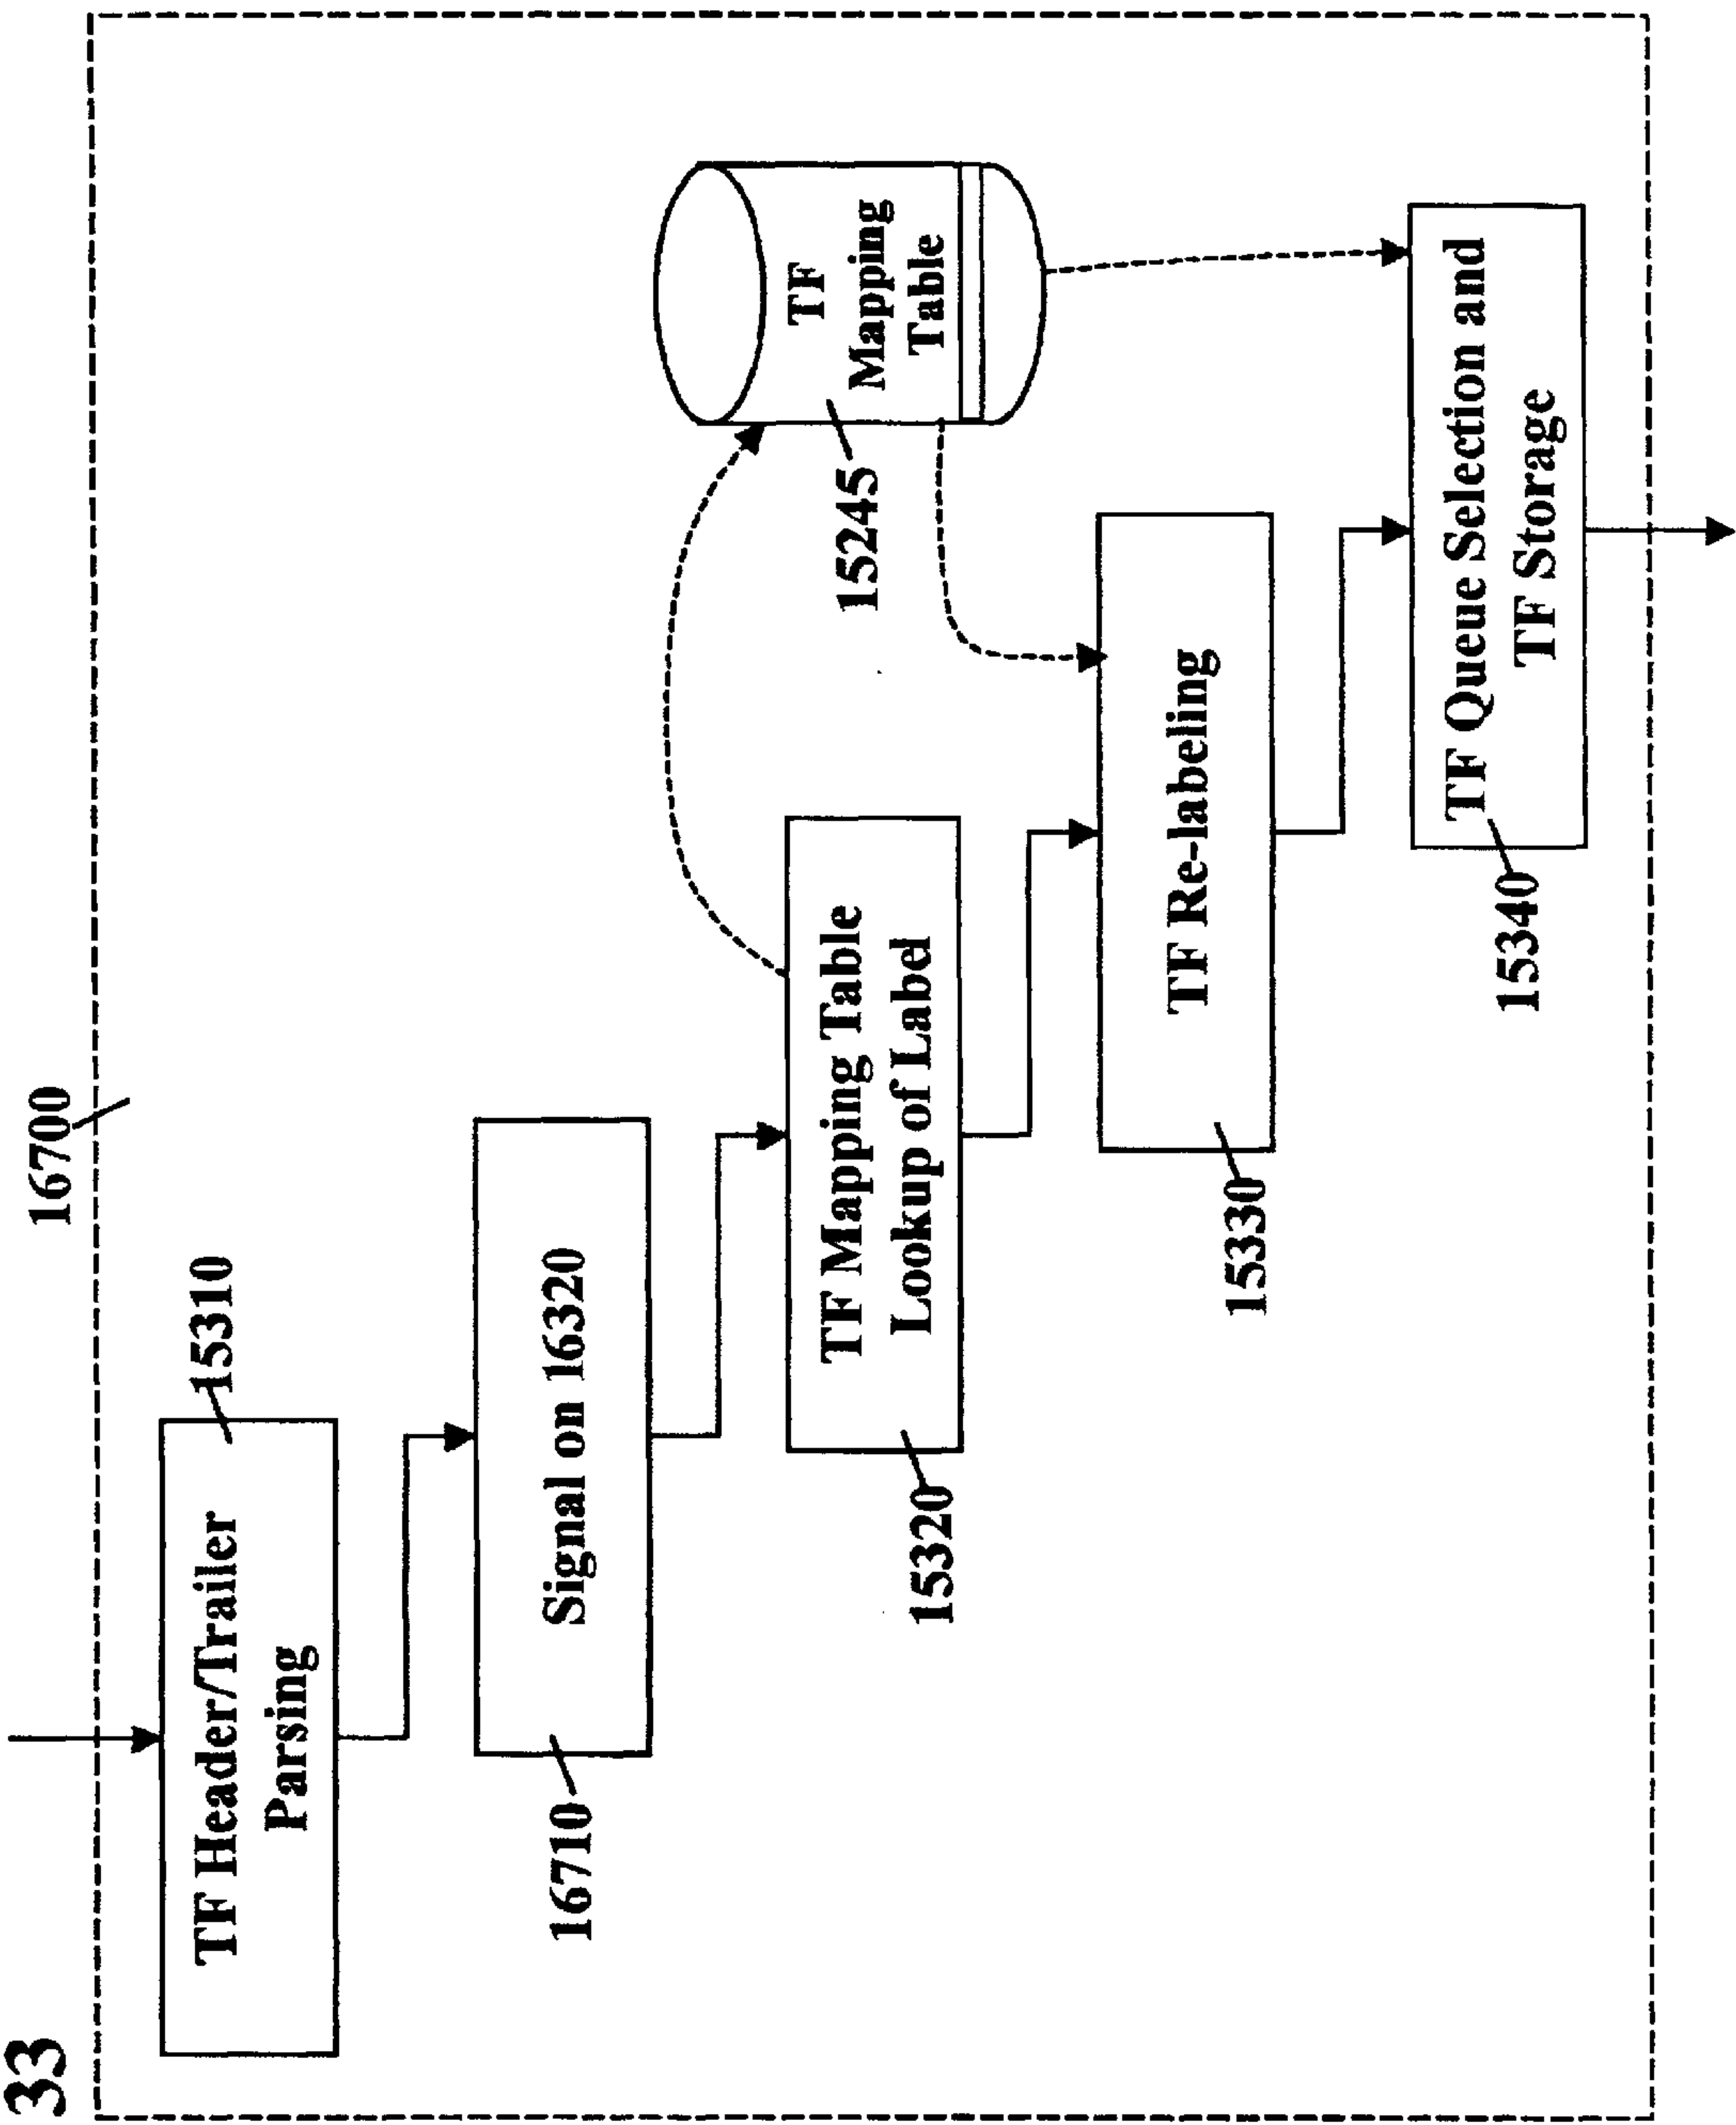 33
16700
TF Header/Trailer
Parsing
15310
Signal on 16320
16710
TF Mapping Table
Lookup of Label
15320
TF
Mapping
Table
15245
TF Re-labeling
15330
TF Queue Selection and
TF Storage
15340